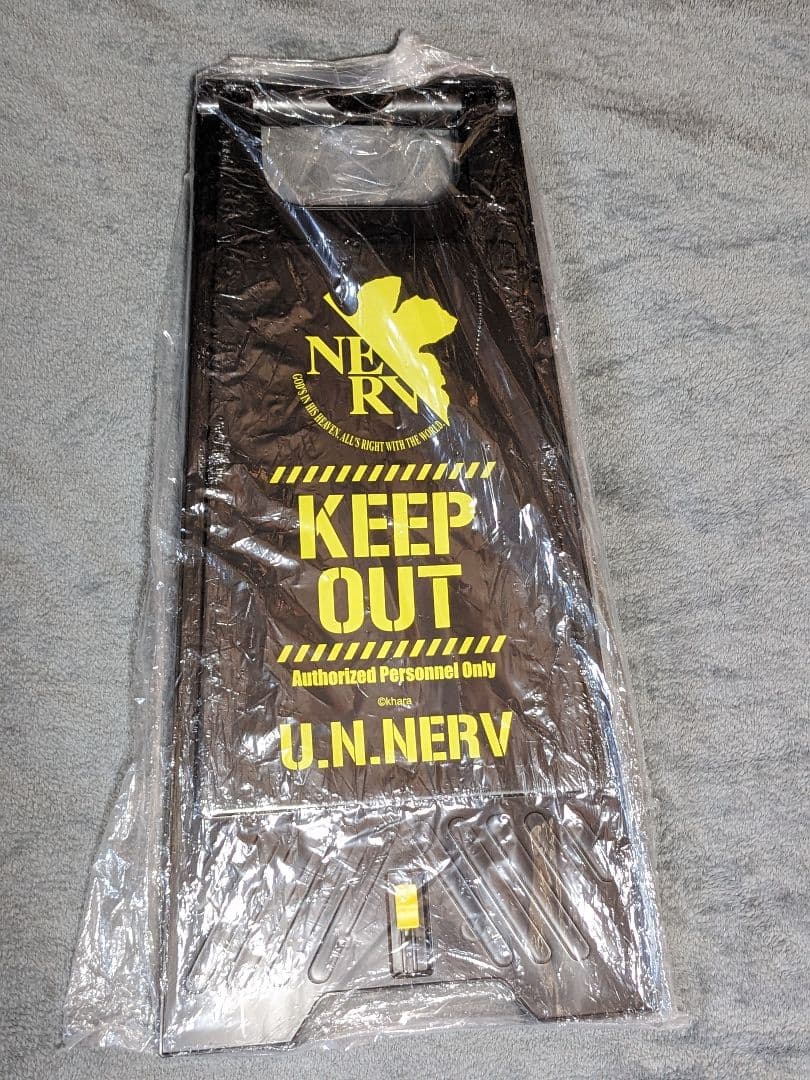 NERV
GOD'S IN HIS HEAVEN. ALL'S RIGHT WITH THE WORLD.
KEEP
OUT
Authorized Personnel Only
©khara
U.N.NERV